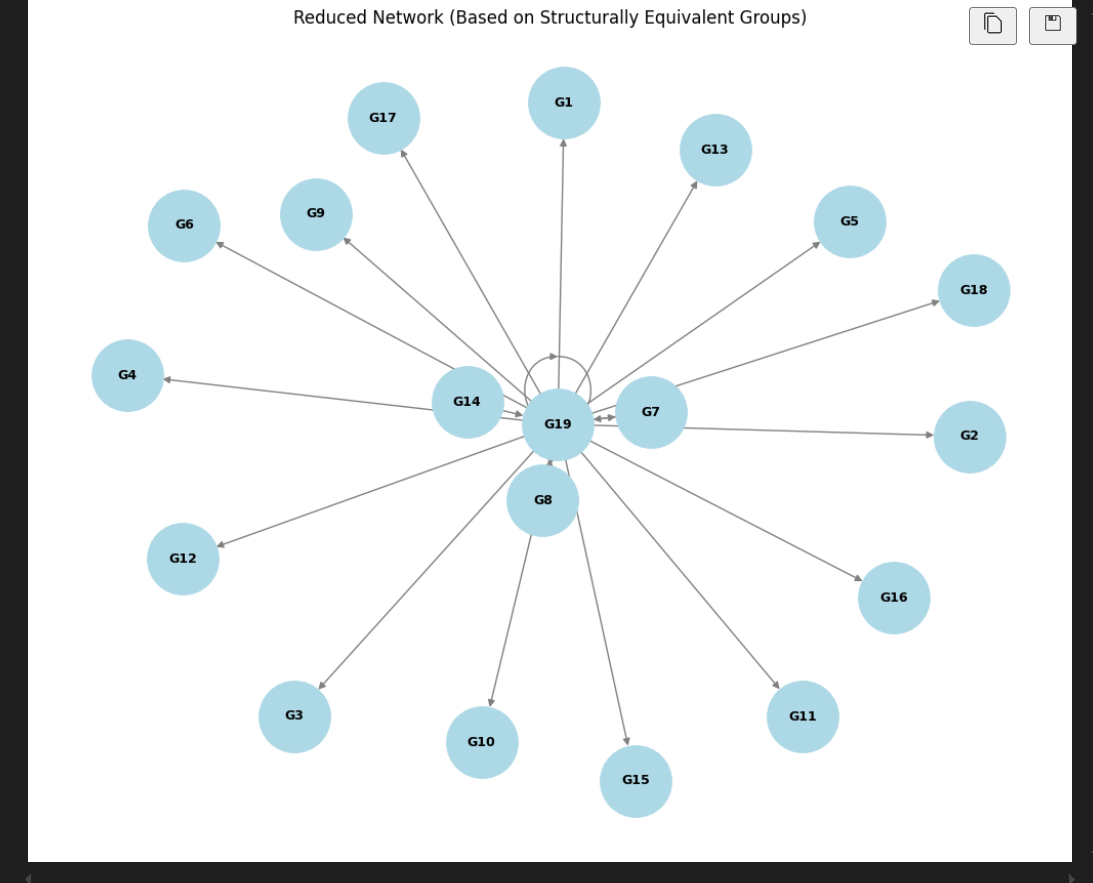 Reduced Network (Based on Structurally Equivalent Groups)
G1
G17
G13
G9
G5
G6
G18
G4
G14
G7
G19
G2
G8
G12
G16
G3
G11
G10
G15